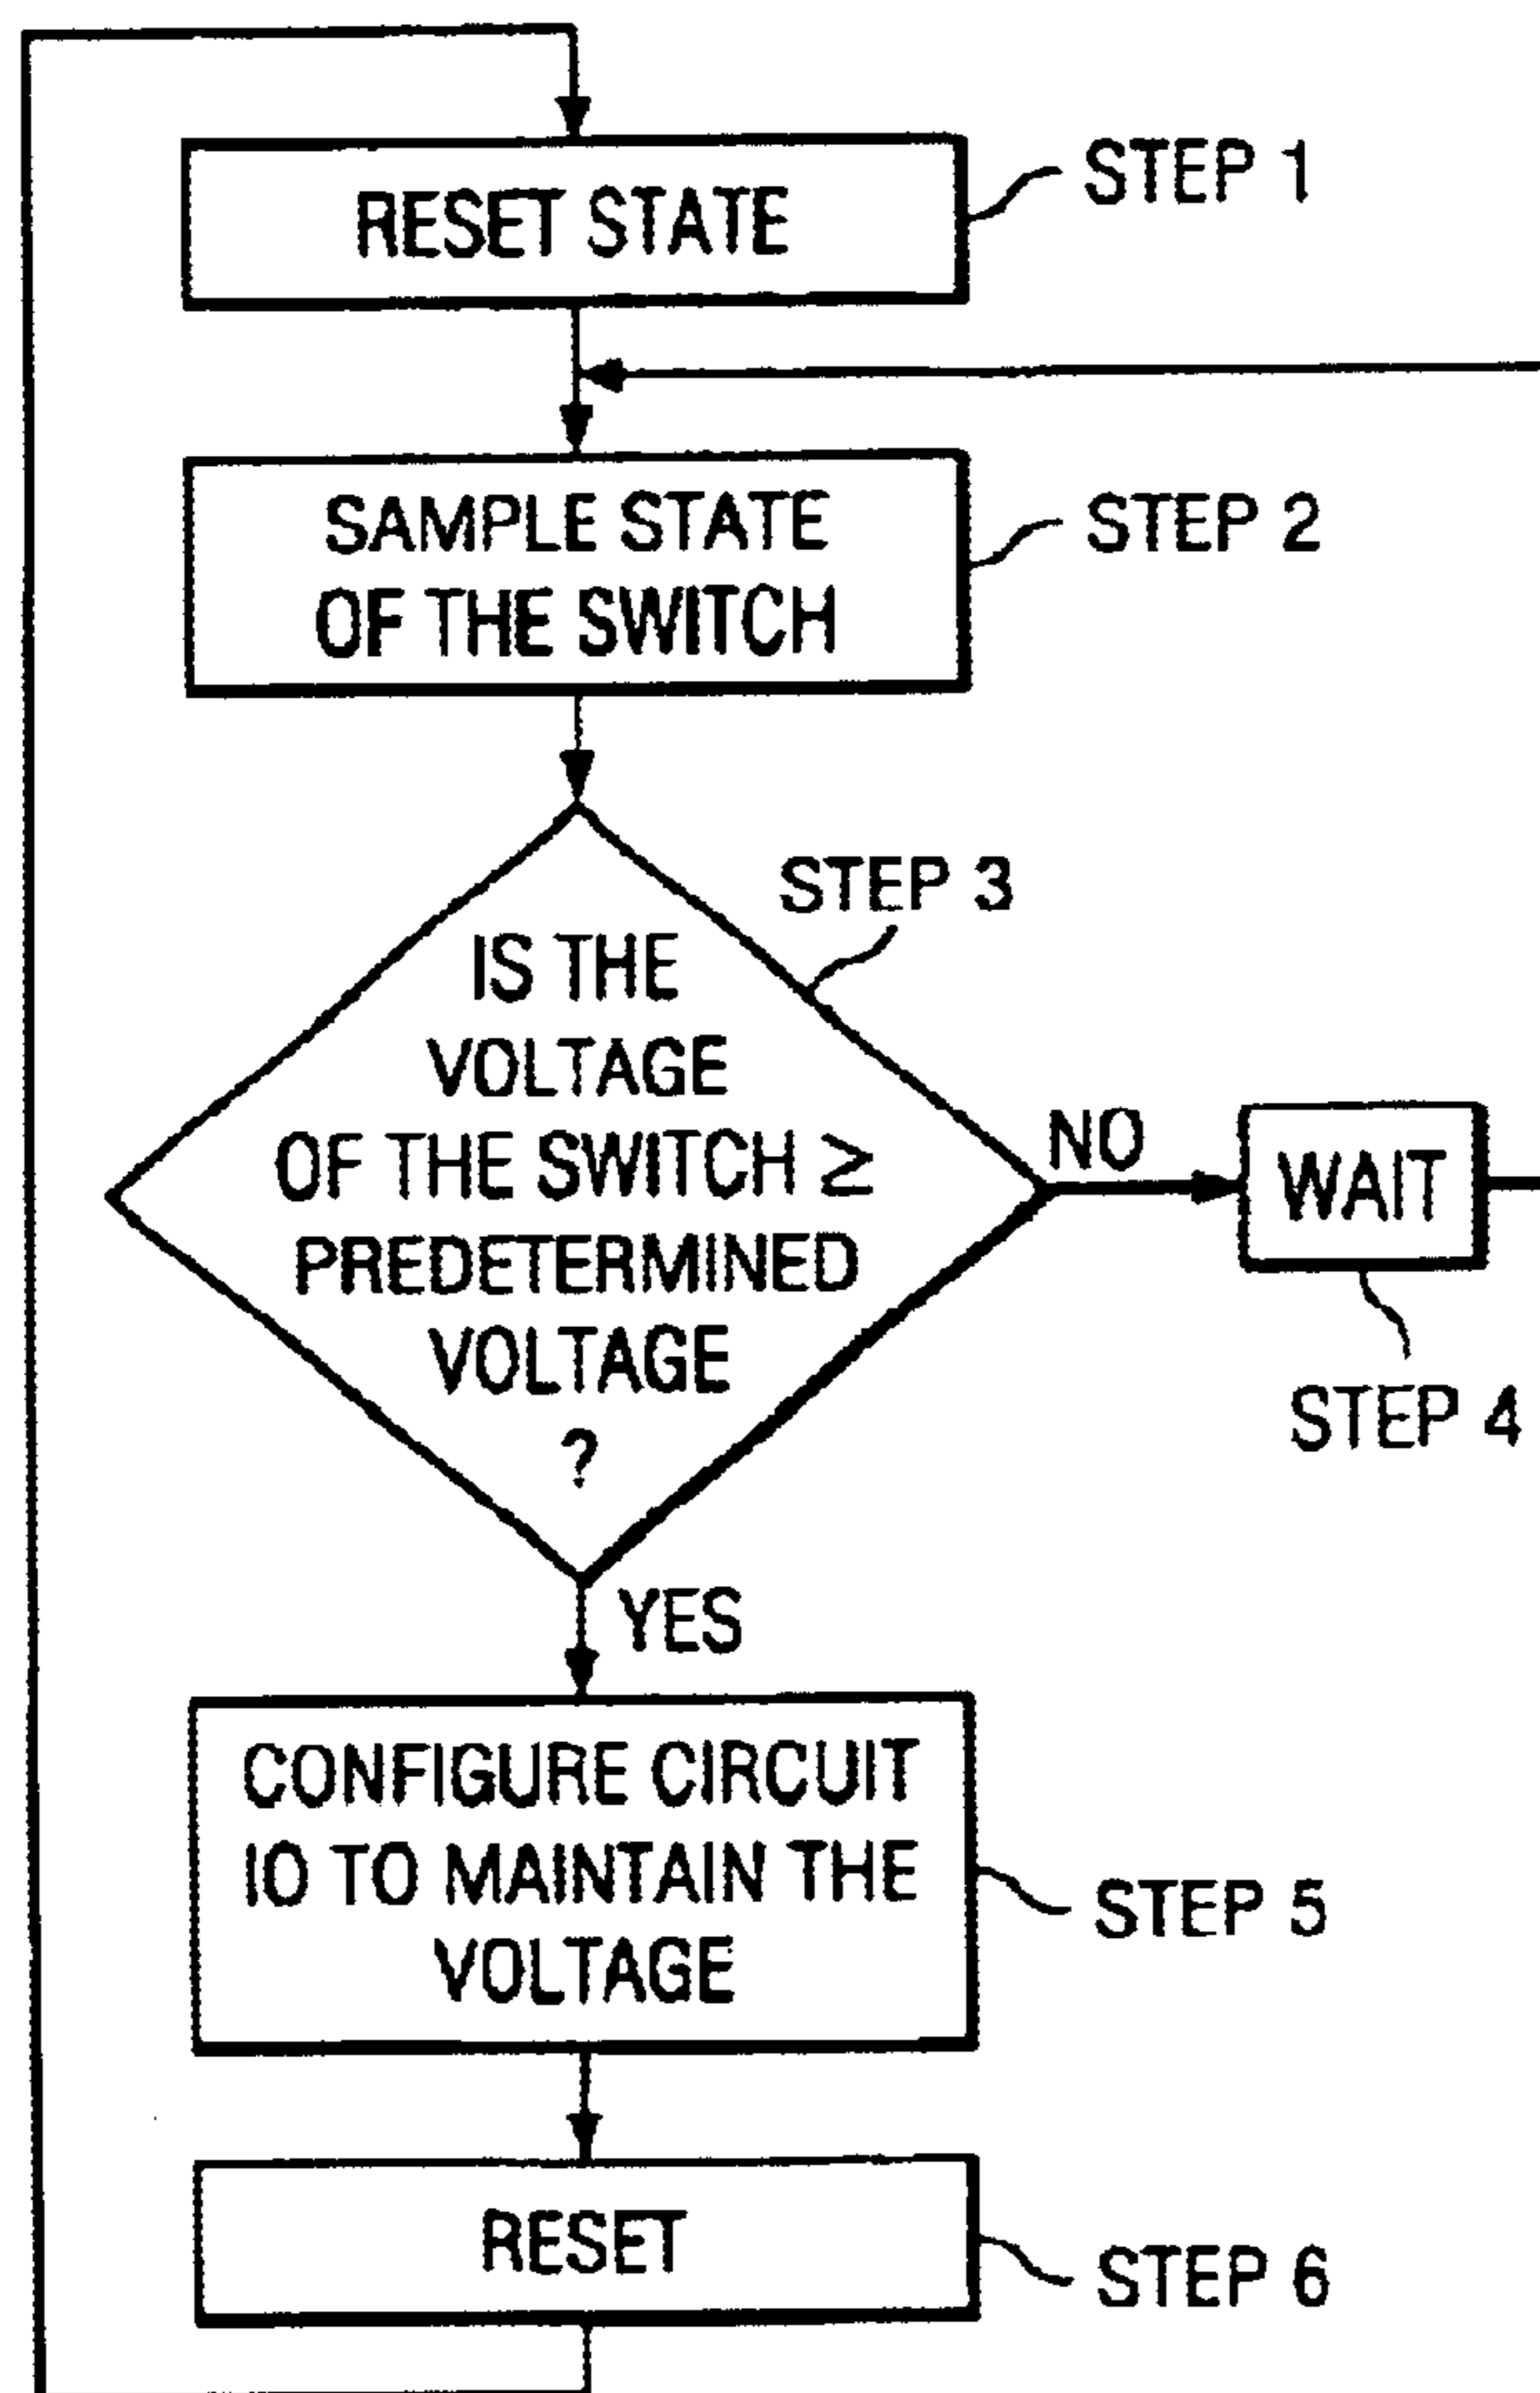 RESET STATE
STEP 1
SAMPLE STATE
OF THE SWITCH
STEP 2
STEP 3
IS THE
VOLTAGE
OF THE SWITCH ≥
PREDETERMINED
VOLTAGE
?
NO
WAIT
STEP 4
YES
CONFIGURE CIRCUIT
10 TO MAINTAIN THE
VOLTAGE
STEP 5
RESET
STEP 6